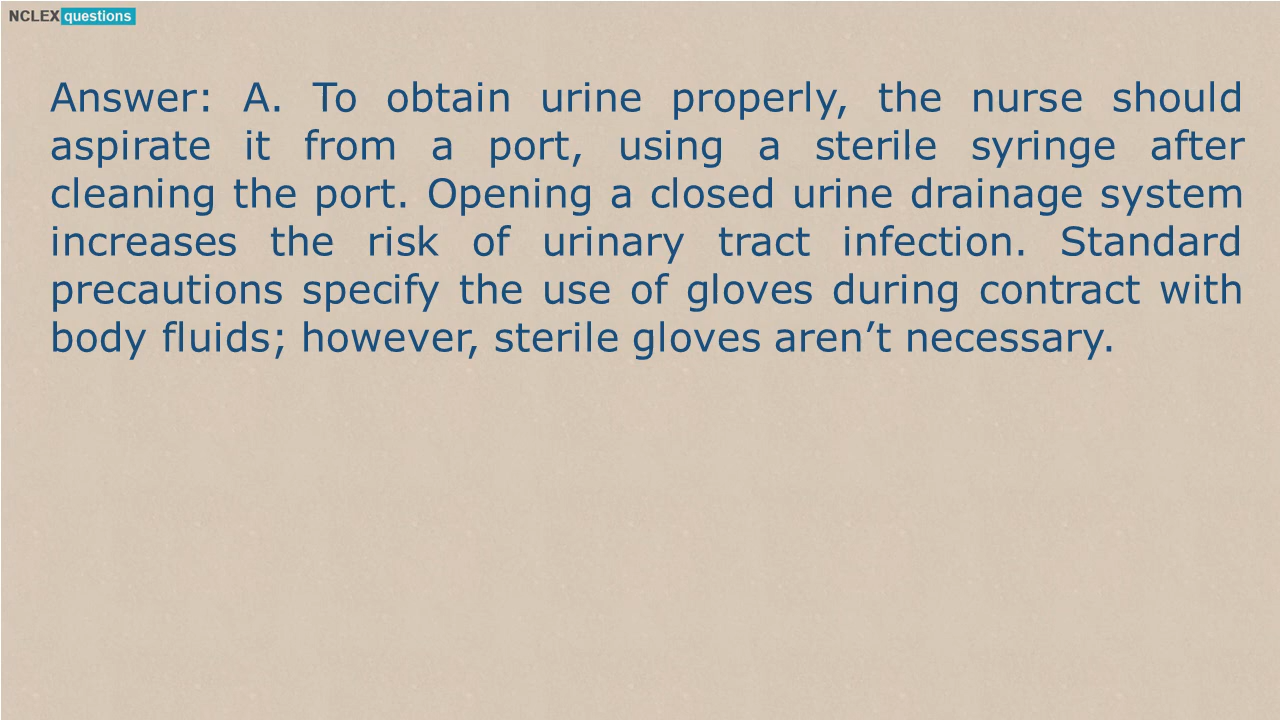 NCLEX questions
Answer: A. To obtain urine properly, the nurse should
aspirate it from a port, using a sterile syringe after
cleaning the port. Opening a closed urine drainage system
increases the risk of urinary tract infection. Standard
precautions specify the use of gloves during contract with
body fluids; however, sterile gloves aren’t necessary.